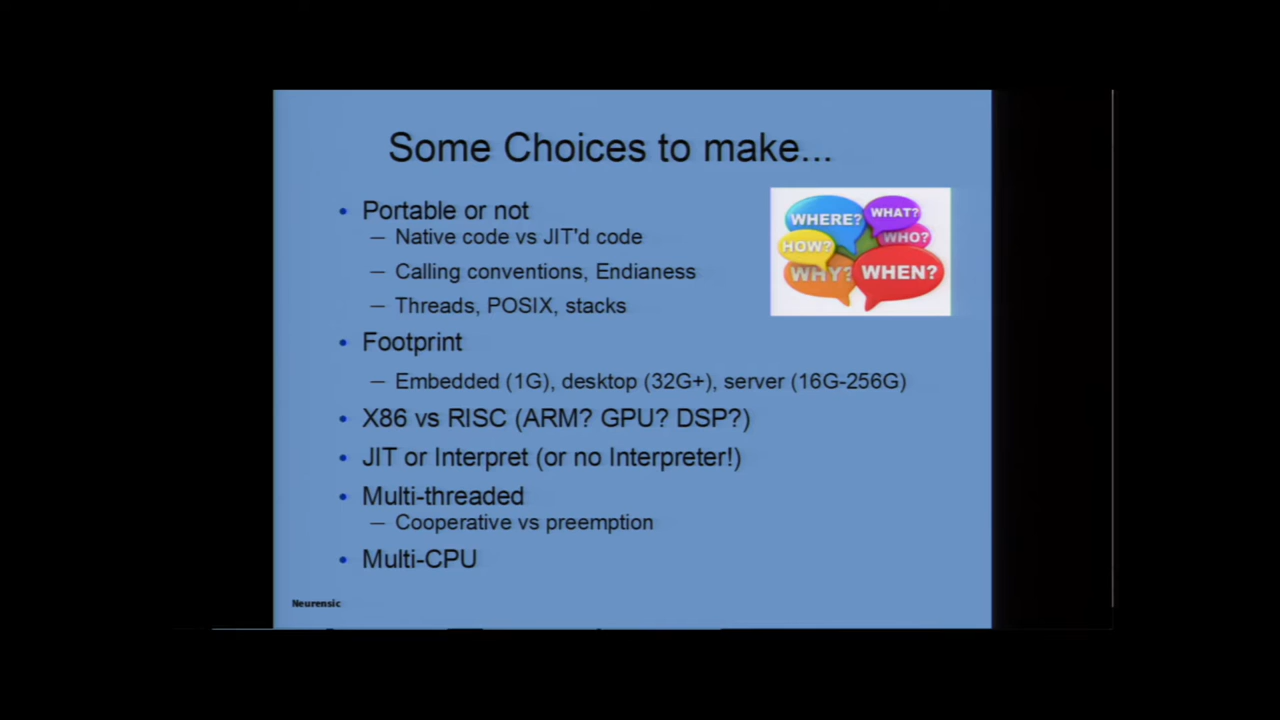 Some Choices to make...
• Portable or not
– Native code vs JIT'd code
– Calling conventions, Endianess
– Threads, POSIX, stacks
• Footprint
– Embedded (1G), desktop (32G+), server (16G-256G)
• X86 vs RISC (ARM? GPU? DSP?)
• JIT or Interpret (or no Interpreter!)
• Multi-threaded
– Cooperative vs preemption
• Multi-CPU
WHERE?
WHAT?
HOW?
WHO?
WHY?
WHEN?
Neurensic